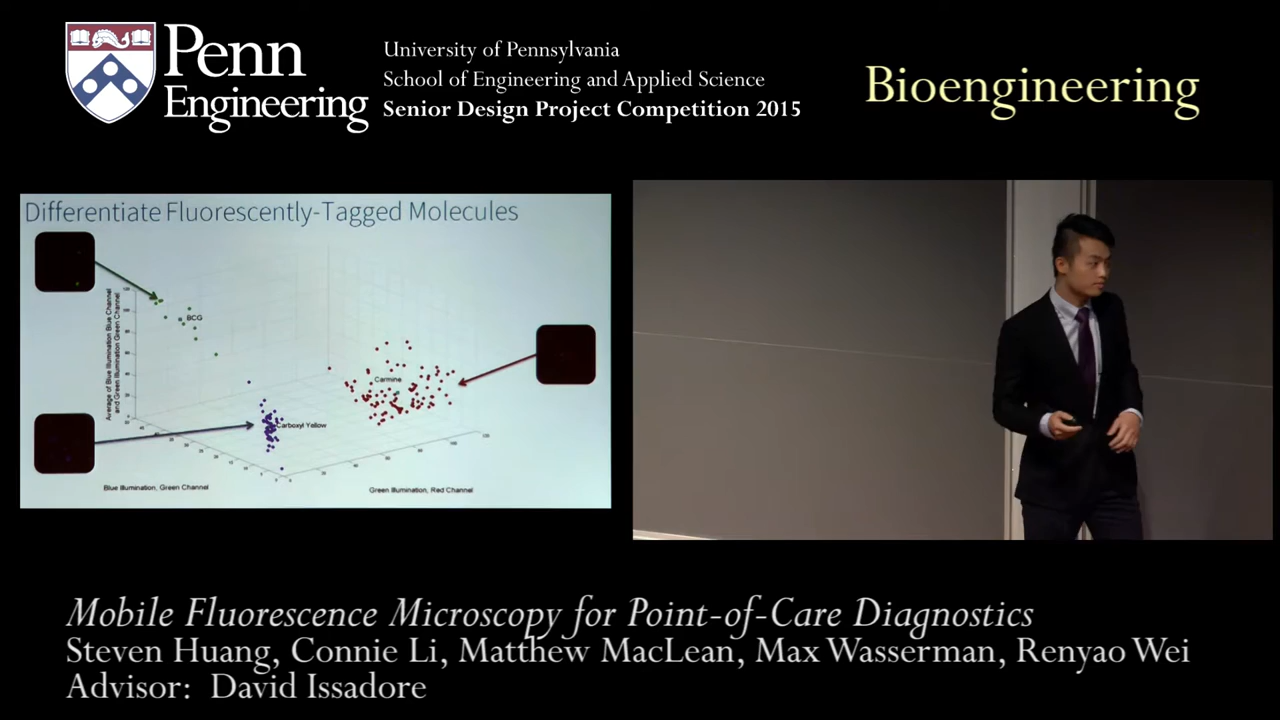 Penn
Engineering
University of Pennsylvania
School of Engineering and Applied Science
Senior Design Project Competition 2015
Bioengineering
Differentiate Fluorescently-Tagged Molecules
BCG
Carmine
Carboxyl Yellow
Average of Blue Illumination Blue Channel
and Green Illumination Green Channel
Blue Illumination, Green Channel
Green Illumination, Red Channel
Mobile Fluorescence Microscopy for Point-of-Care Diagnostics
Steven Huang, Connie Li, Matthew MacLean, Max Wasserman, Renyao Wei
Advisor: David Issadore